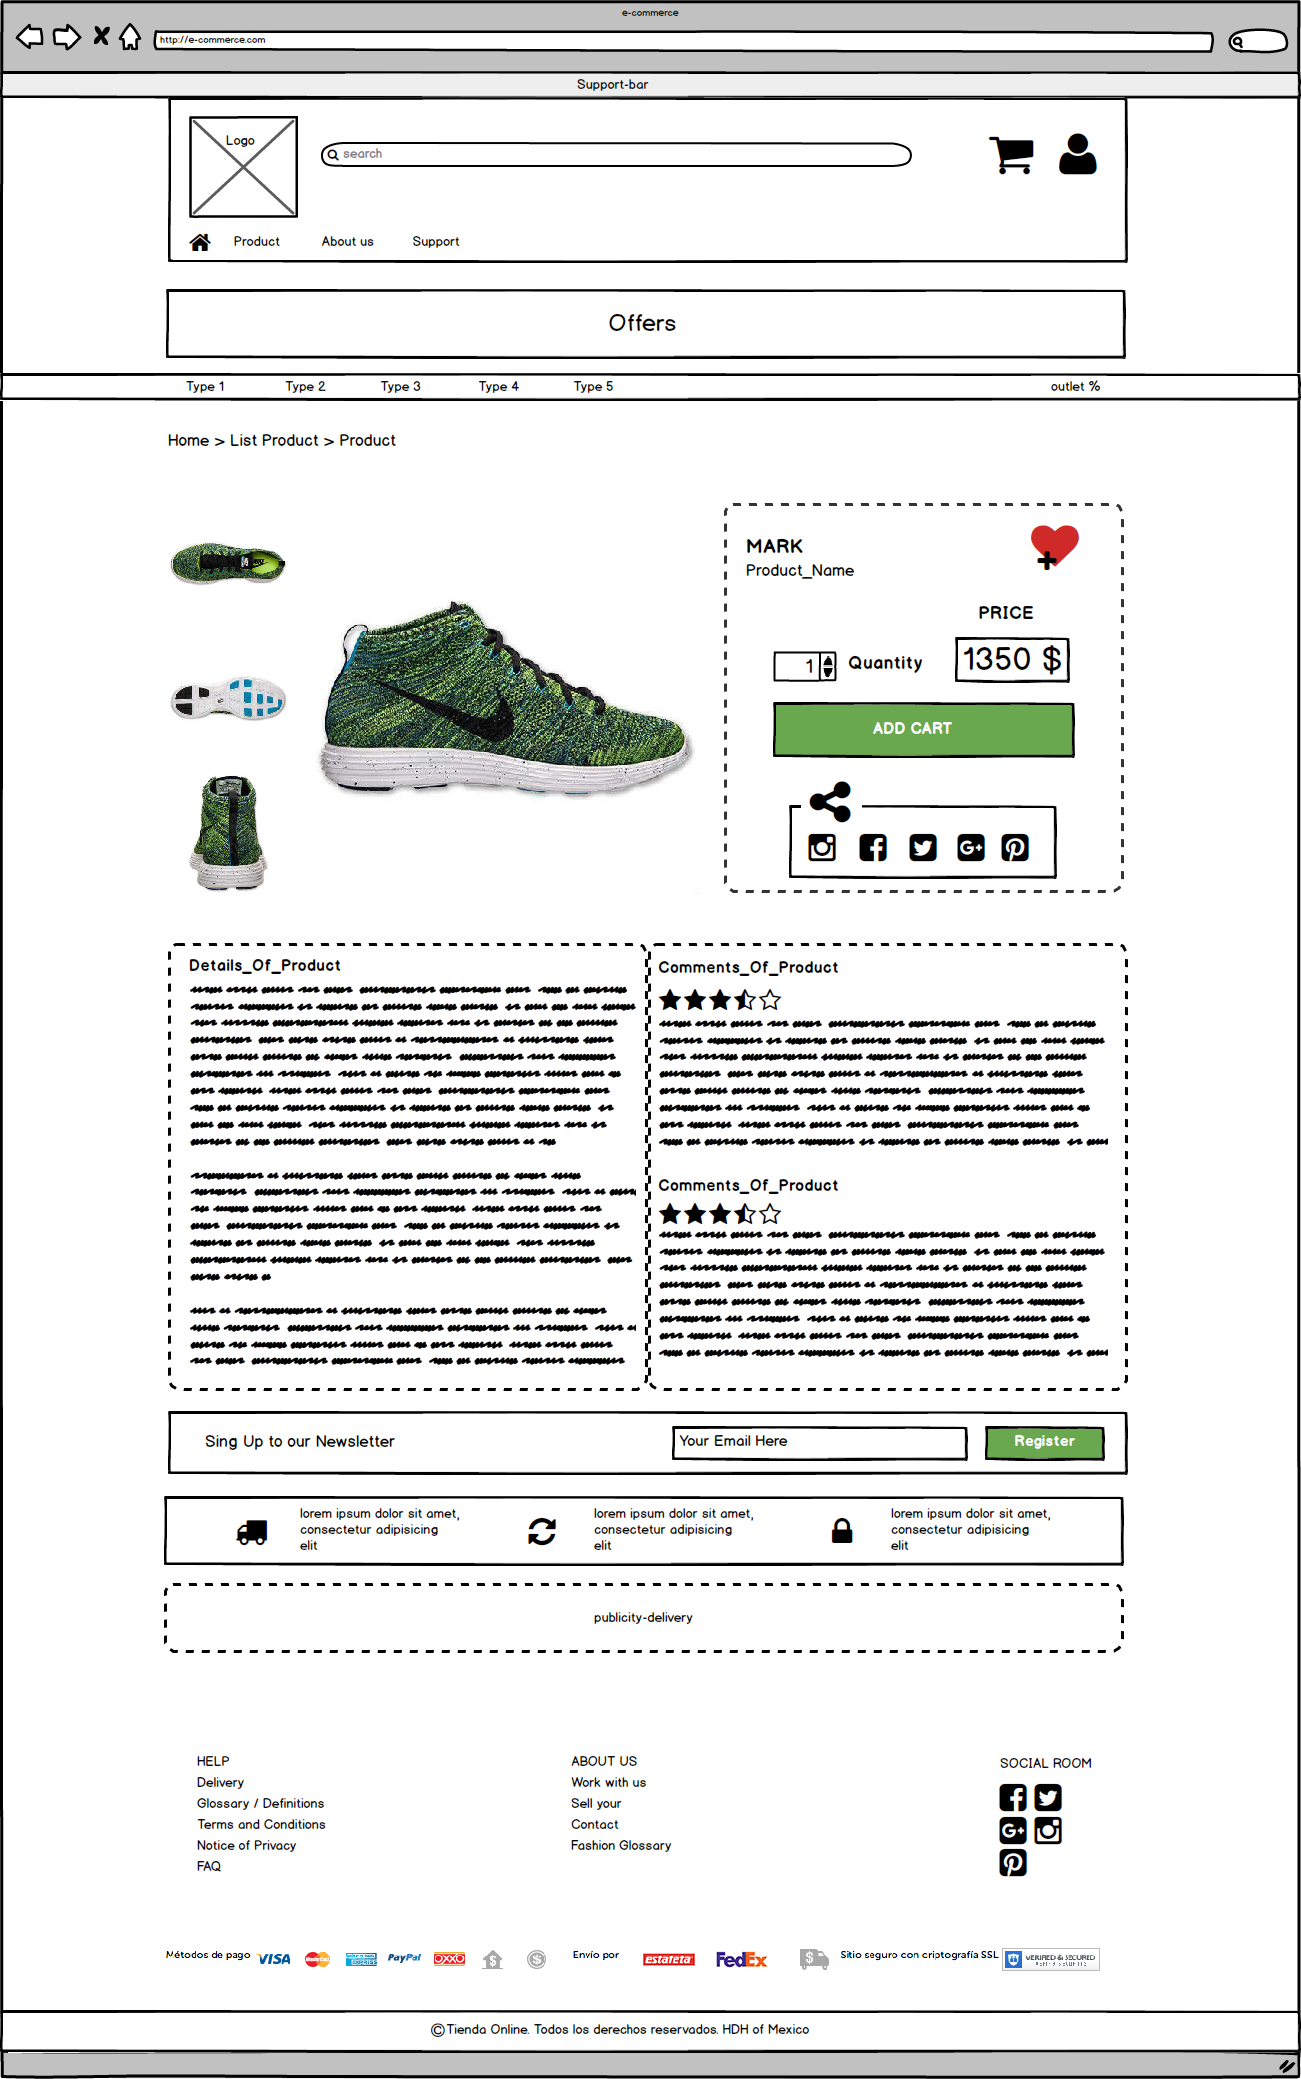 e-commerce
http://e-commerce.com
Support-bar
Logo
search
Product About us Support
Offers
Type 1 Type 2 Type 3 Type 4 Type 5 outlet %
Home > List Product > Product
MARK
Product_Name
PRICE
1 Quantity 1350 $
ADD CART
Details_Of_Product
Comments_Of_Product
Comments_Of_Product
Sing Up to our Newsletter Your Email Here Register
lorem ipsum dolor sit amet,
consectetur adipisicing
elit
lorem ipsum dolor sit amet,
consectetur adipisicing
elit
lorem ipsum dolor sit amet,
consectetur adipisicing
elit
publicity-delivery
HELP
Delivery
Glossary / Definitions
Terms and Conditions
Notice of Privacy
FAQ
ABOUT US
Work with us
Sell your
Contact
Fashion Glossary
SOCIAL ROOM
Métodos de pago VISA MasterCard PayPal OXXO $ $ Envío por estafeta FedEx $ Sitio seguro con criptografía SSL VERIFIED & SECURED
©Tienda Online. Todos los derechos reservados. HDH of Mexico